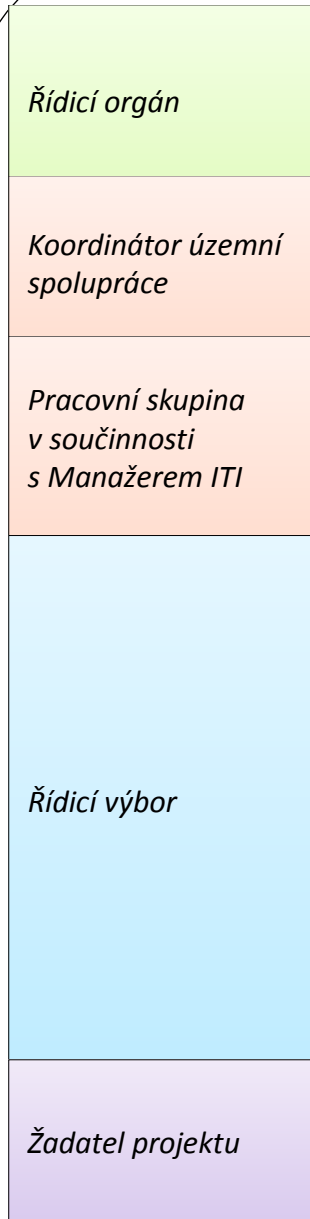 Řídicí orgán
Koordinátor územní
spolupráce
Pracovní skupina
v součinnosti
s Manažerem ITI
Řídicí výbor
Žadatel projektu